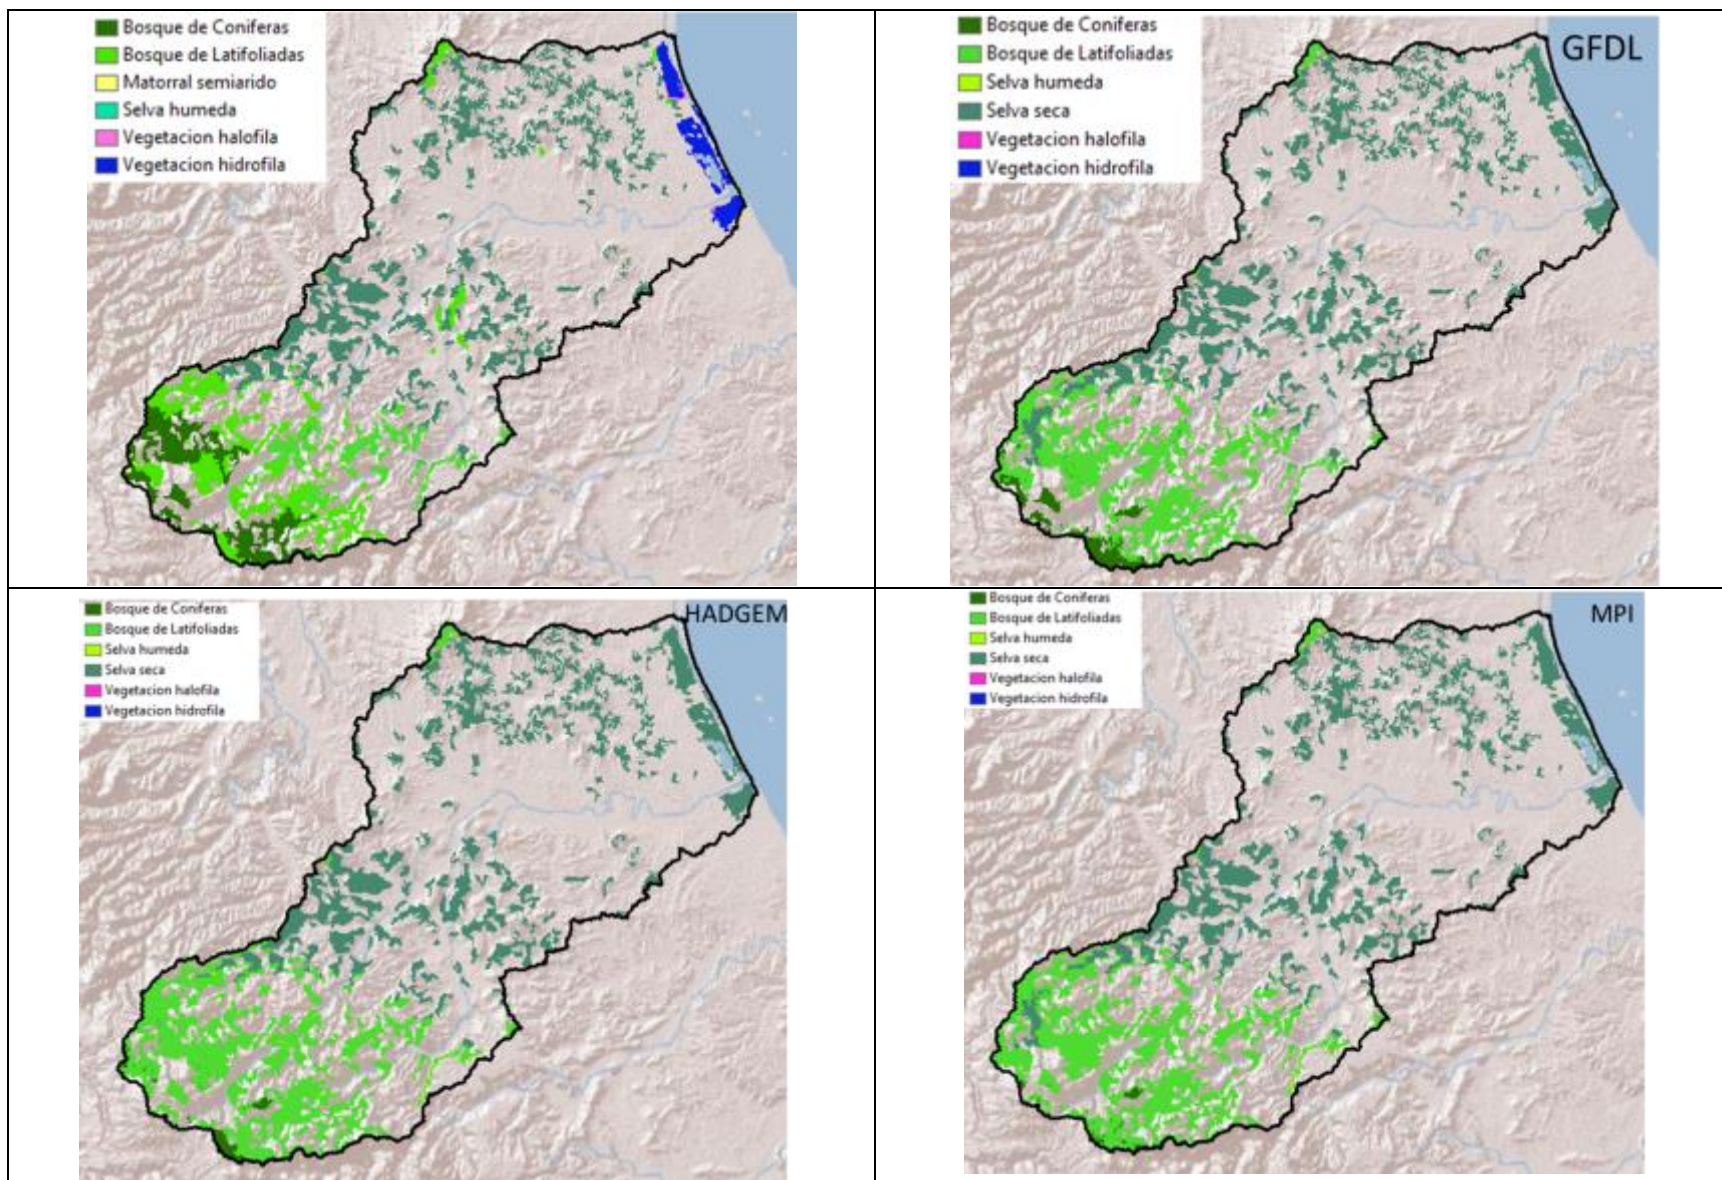 Bosque de Coniferas
Bosque de Latifoliadas
Matorral semiarido
Selva humeda
Vegetacion halofila
Vegetacion hidrofila
GFDL
Bosque de Coniferas
Bosque de Latifoliadas
Selva humeda
Selva seca
Vegetacion halofila
Vegetacion hidrofila
HADGEM
Bosque de Coniferas
Bosque de Latifoliadas
Selva humeda
Selva seca
Vegetacion halofila
Vegetacion hidrofila
MPI
Bosque de Coniferas
Bosque de Latifoliadas
Selva humeda
Selva seca
Vegetacion halofila
Vegetacion hidrofila